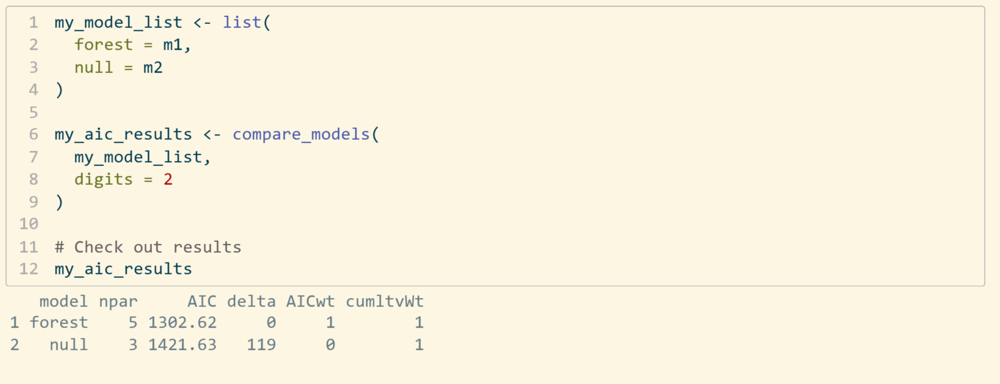 1 my_model_list <- list(
2   forest = m1,
3   null = m2
4 )
5
6 my_aic_results <- compare_models(
7   my_model_list,
8   digits = 2
9 )
10
11 # Check out results
12 my_aic_results
   model npar     AIC delta AICwt cumltvWt
1 forest    5 1302.62     0     1        1
2   null    3 1421.63   119     0        1